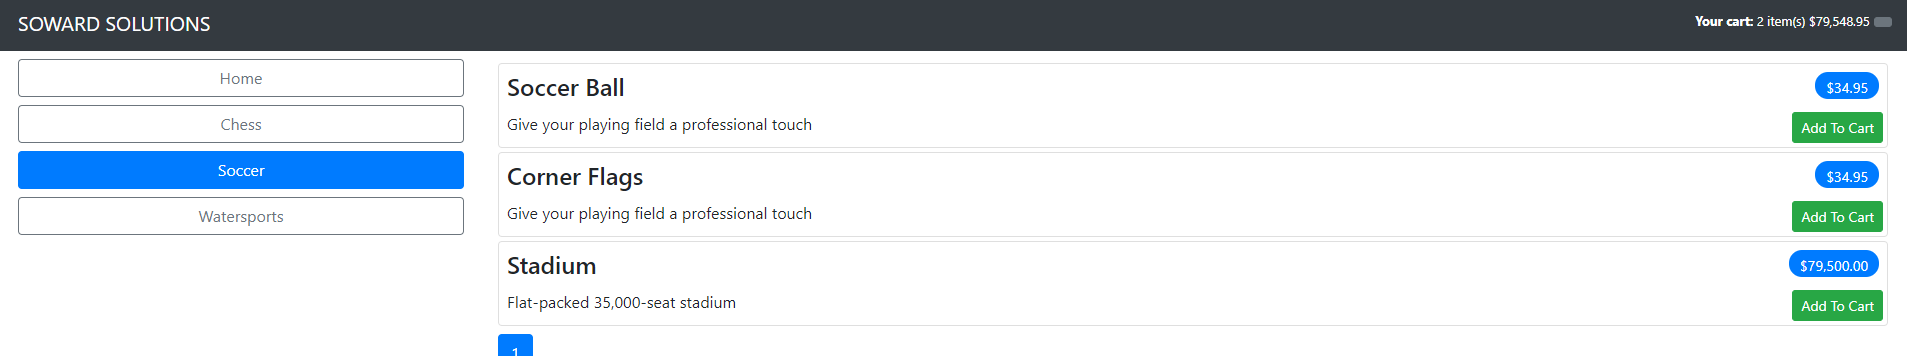 SOWARD SOLUTIONS
Your cart: 2 item(s) $79,548.95
Home
Chess
Soccer
Watersports
Soccer Ball
$34.95
Give your playing field a professional touch
Add To Cart
Corner Flags
$34.95
Give your playing field a professional touch
Add To Cart
Stadium
$79,500.00
Flat-packed 35,000-seat stadium
Add To Cart
1